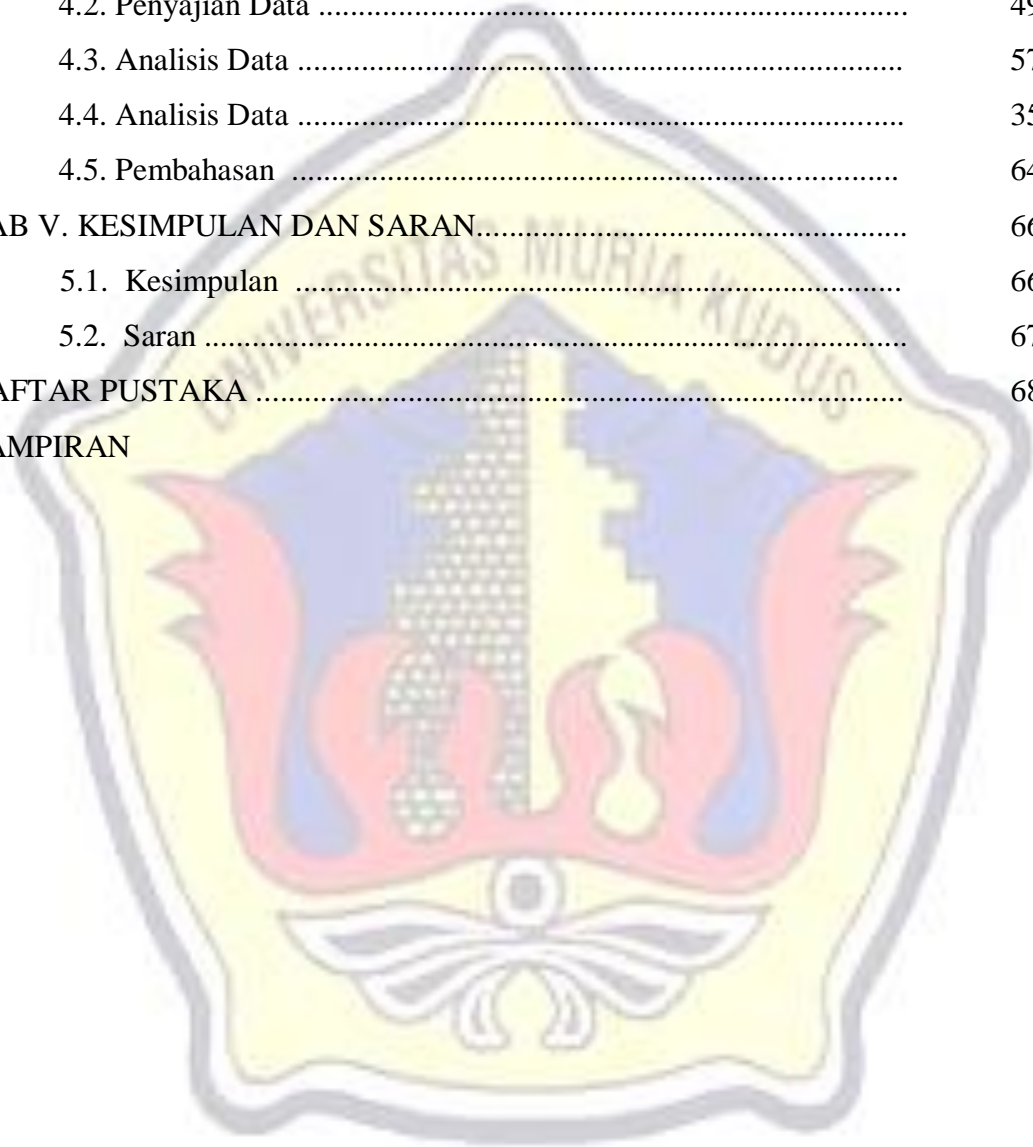 4.2. Penyajian Data ........................................................................... 49
4.3. Analisis Data ........................................................................... 57
4.4. Analisis Data ........................................................................... 35
4.5. Pembahasan ........................................................................... 64
AB V. KESIMPULAN DAN SARAN...................................................... 66
5.1. Kesimpulan ........................................................................... 66
5.2. Saran ....................................................................................... 67
AFTAR PUSTAKA ................................................................................ 68
AMPIRAN
UNIVERSITAS MURIA KUDUS